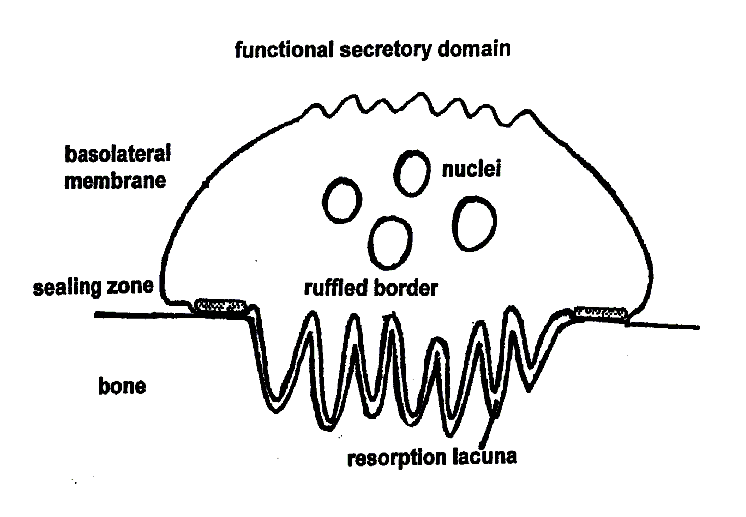 functional secretory domain
basolateral
membrane
nuclei
sealing zone
ruffled border
bone
resorption lacuna